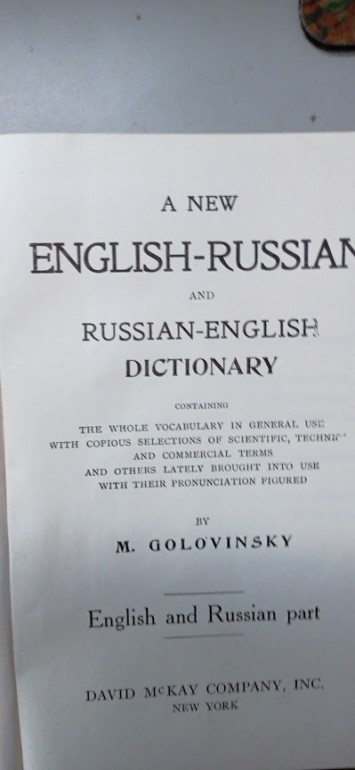 A NEW
ENGLISH-RUSSIAN
AND
RUSSIAN-ENGLISH
DICTIONARY
CONTAINING
THE WHOLE VOCABULARY IN GENERAL USE
WITH COPIOUS SELECTIONS OF SCIENTIFIC, TECHNIC
AND COMMERCIAL TERMS
AND OTHERS LATELY BROUGHT INTO USE
WITH THEIR PRONUNCIATION FIGURED
BY
M. GOLOVINSKY
English and Russian part
DAVID McKAY COMPANY, INC.
NEW YORK